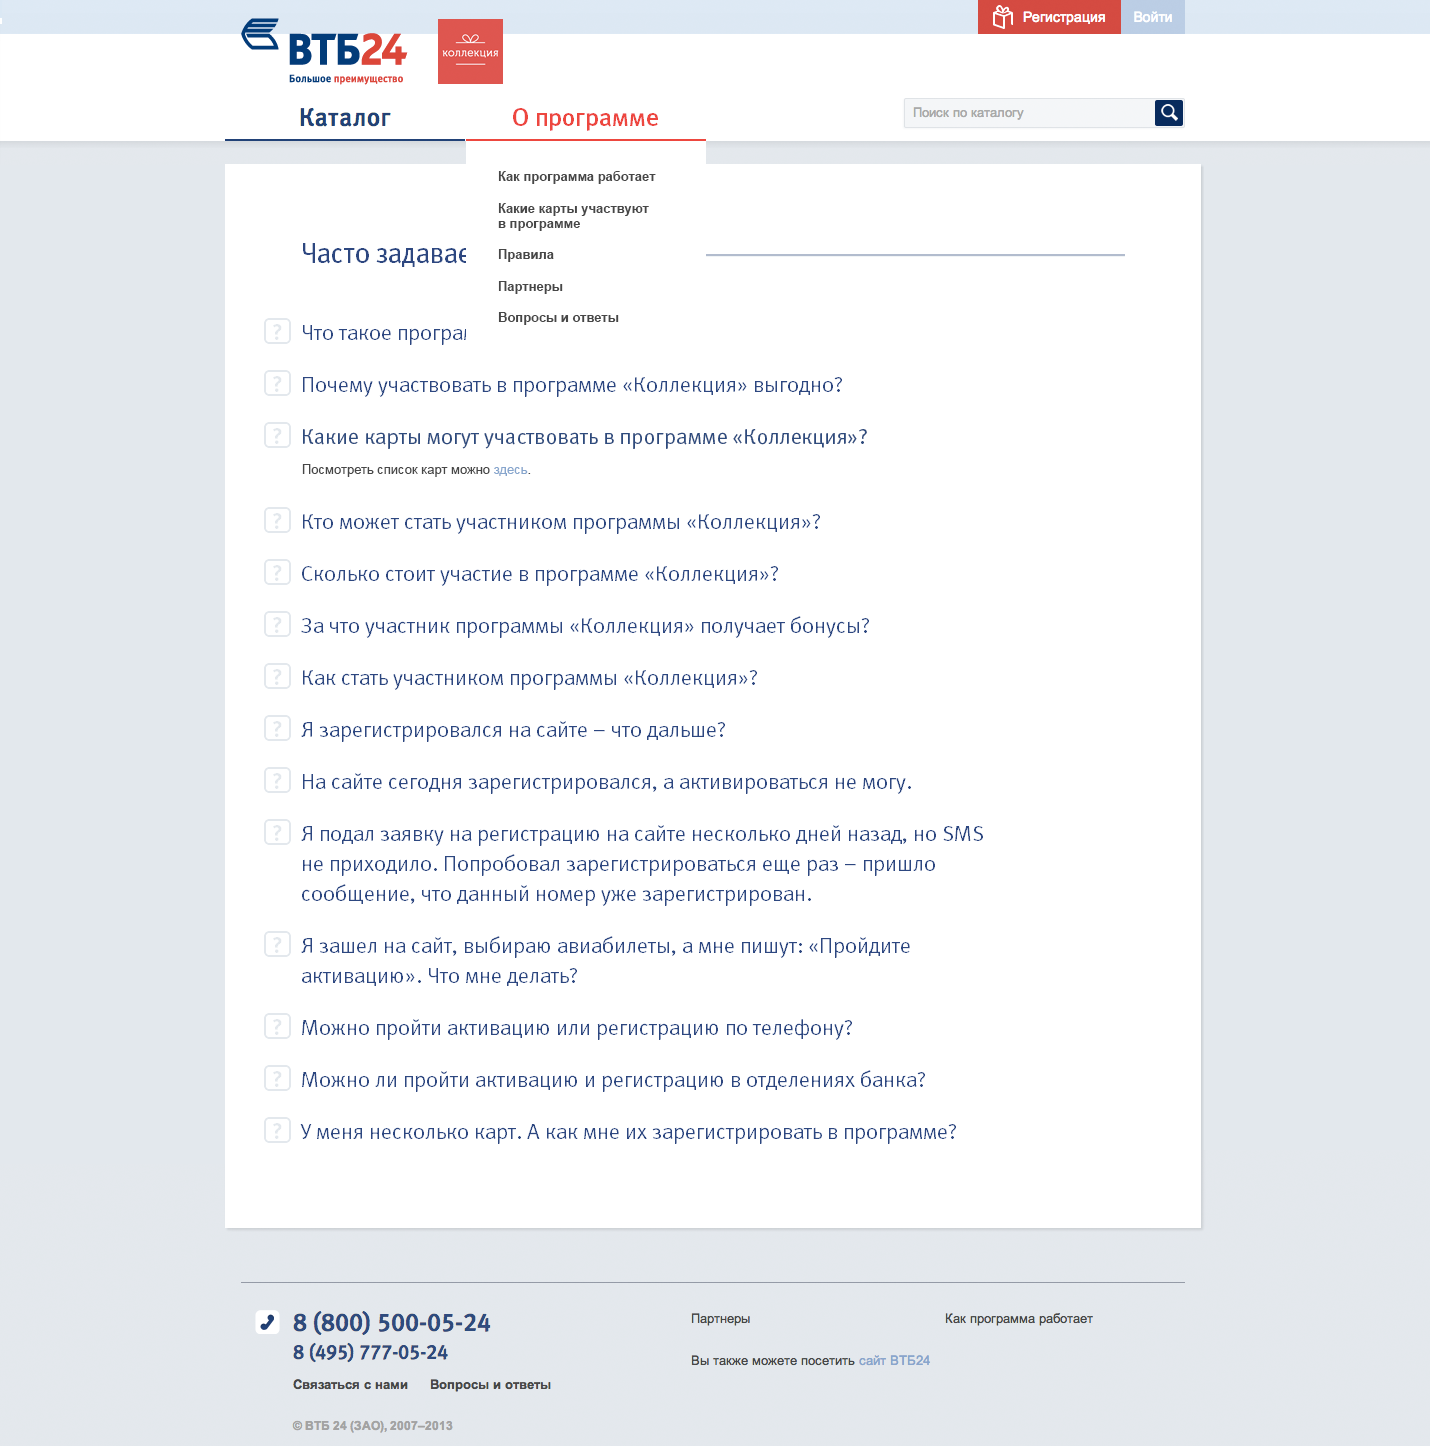 Регистрация
Войти
ВТБ24
Большое преимущество
коллекция
Каталог
О программе
Поиск по каталогу
Как программа работает
Какие карты участвуют
в программе
Правила
Партнеры
Вопросы и ответы
Часто
? Что такое
? Почему участвовать в программе «Коллекция» выгодно?
? Какие карты могут участвовать в программе «Коллекция»?
Посмотреть список карт можно здесь.
? Кто может стать участником программы «Коллекция»?
? Сколько стоит участие в программе «Коллекция»?
? За что участник программы «Коллекция» получает бонусы?
? Как стать участником программы «Коллекция»?
? Я зарегистрировался на сайте – что дальше?
? На сайте сегодня зарегистрировался, а активироваться не могу.
? Я подал заявку на регистрацию на сайте несколько дней назад, но SMS
не приходило. Попробовал зарегистрироваться еще раз – пришло
сообщение, что данный номер уже зарегистрирован.
? Я зашел на сайт, выбираю авиабилеты, а мне пишут: «Пройдите
активацию». Что мне делать?
? Можно пройти активацию или регистрацию по телефону?
? Можно ли пройти активацию и регистрацию в отделениях банка?
? У меня несколько карт. А как мне их зарегистрировать в программе?
8 (800) 500-05-24
8 (495) 777-05-24
Связаться с нами
Вопросы и ответы
Партнеры
Как программа работает
Вы также можете посетить сайт ВТБ24
© ВТБ 24 (ЗАО), 2007–2013